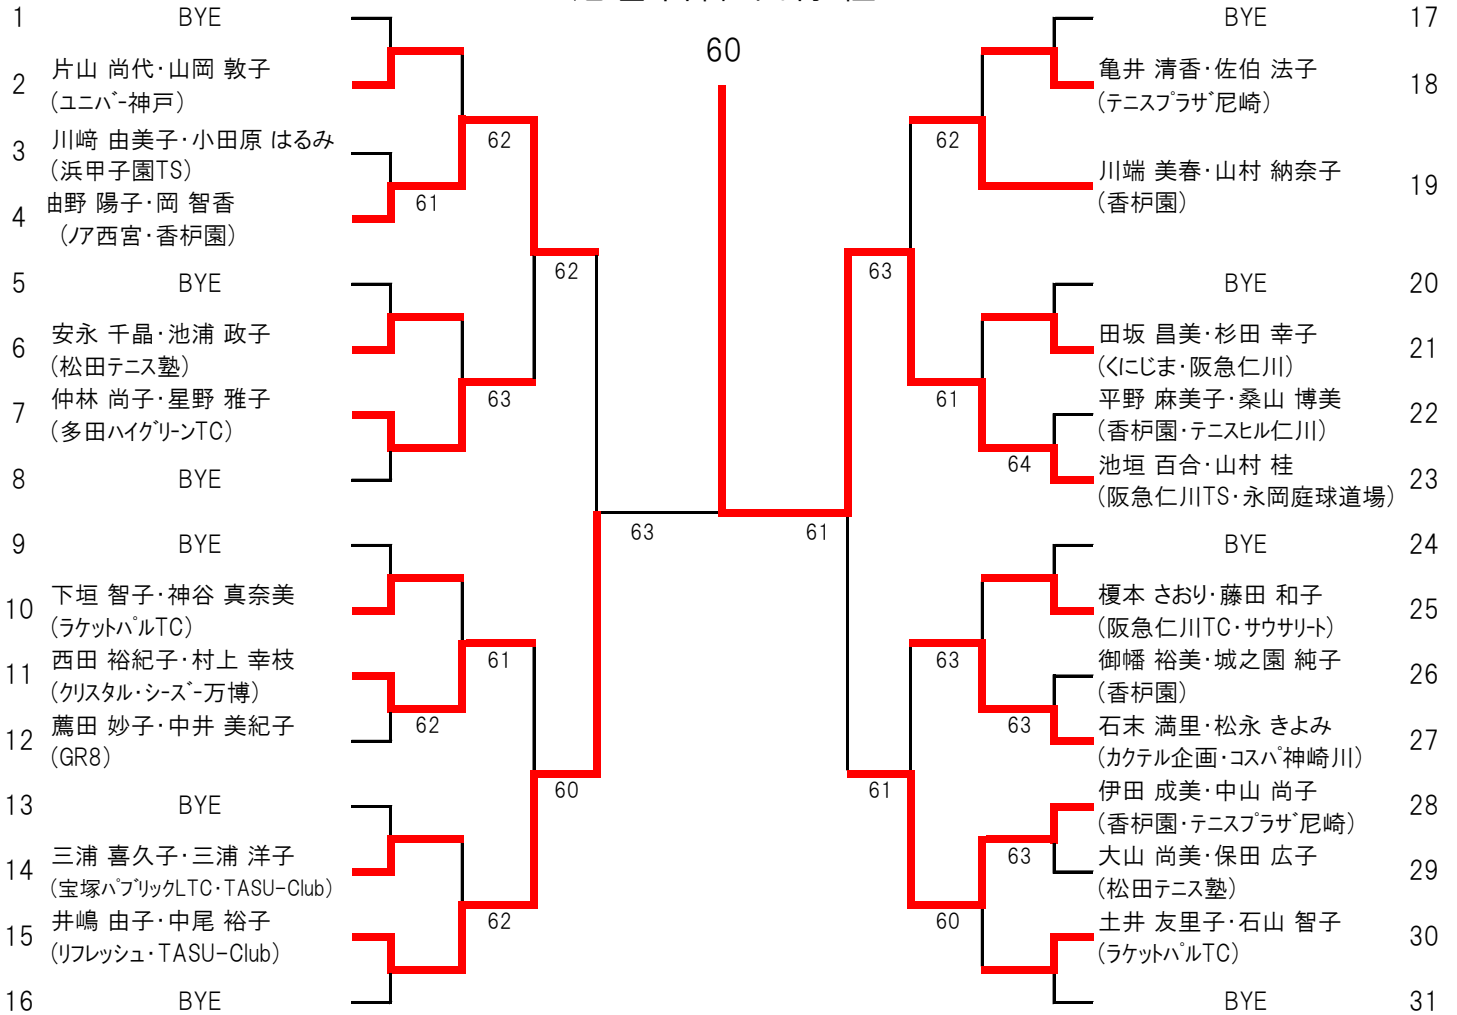 60
1 BYE
2 片山 尚代・山岡 敦子
(ユニバー神戸)
3 川﨑 由美子・小田原 はるみ
(浜甲子園TS)
4 由野 陽子・岡 智香
(ノア西宮・香枦園)
5 BYE
6 安永 千晶・池浦 政子
(松田テニス塾)
7 仲林 尚子・星野 雅子
(多田ハイグリーンTC)
8 BYE
9 BYE
10 下垣 智子・神谷 真奈美
(ラケットパルTC)
11 西田 裕紀子・村上 幸枝
(クリスタル・シーズー万博)
12 薦田 妙子・中井 美紀子
(GR8)
13 BYE
14 三浦 喜久子・三浦 洋子
(宝塚パブリックLTC・TASU-Club)
15 井嶋 由子・中尾 裕子
(リフレッシュ・TASU-Club)
16 BYE
61
62
62
63
62
61
60
62
63
BYE 17
亀井 清香・佐伯 法子 18
(テニスプラザ尼崎)
川端 美春・山村 納奈子 19
(香枦園)
BYE 20
田坂 昌美・杉田 幸子 21
(くにじま・阪急仁川)
平野 麻美子・桑山 博美 22
(香枦園・テニスヒル仁川)
池垣 百合・山村 桂 23
(阪急仁川TS・永岡庭球道場)
BYE 24
榎本 さおり・藤田 和子 25
(阪急仁川TC・サウサリート)
御幡 裕美・城之園 純子 26
(香枦園)
石末 満里・松永 きよみ 27
(カクテル企画・コスパ神崎川)
伊田 成美・中山 尚子 28
(香枦園・テニスプラザ尼崎)
大山 尚美・保田 広子 29
(松田テニス塾)
土井 友里子・石山 智子 30
(ラケットパルTC)
BYE 31
62
63
61
64
61
63
63
61
63
60